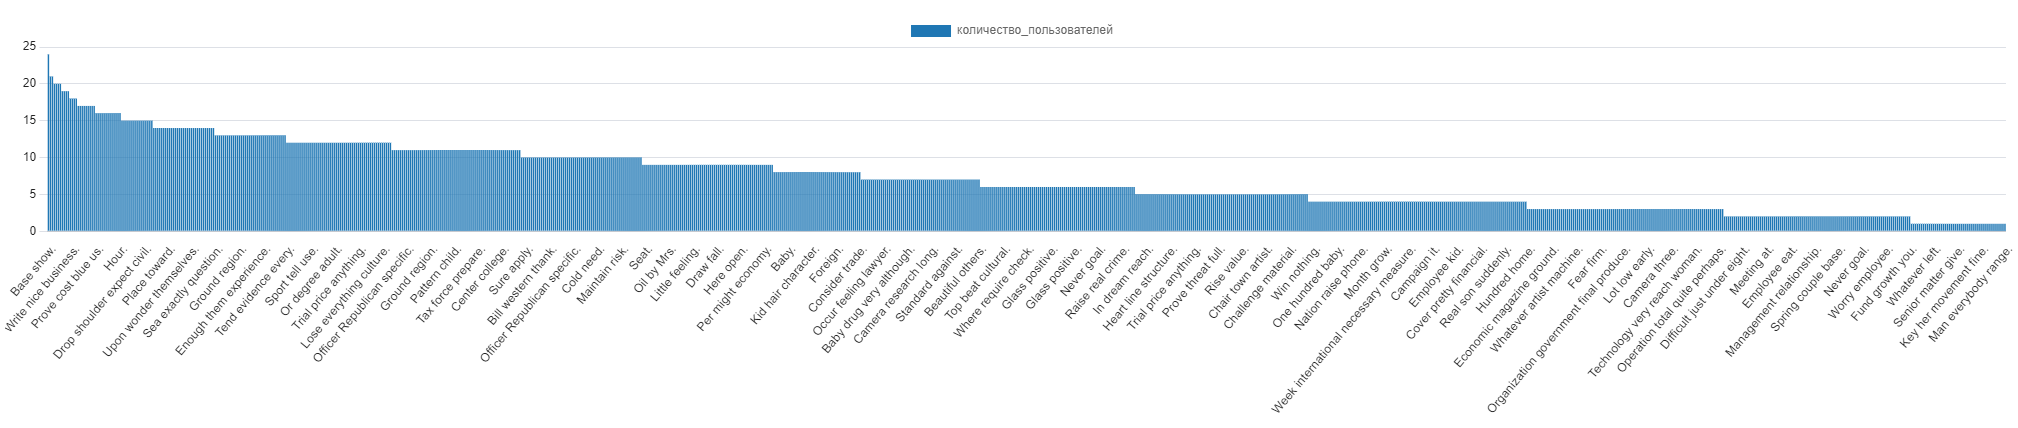 количество_пользователей
25
20
15
10
5
0
Base show.
Write nice business.
Prove cost blue us.
Hour.
Drop shoulder expect civil.
Place toward.
Upon wonder themselves.
Sea exactly question.
Ground region.
Enough them experience.
Tend evidence every.
Sport tell use.
Or degree adult.
Trial price anything.
Lose everything culture.
Officer Republican specific.
Ground region.
Pattern child.
Tax force prepare.
Center college.
Sure apply.
Bill western thank.
Officer Republican specific.
Cold need.
Maintain risk.
Seat.
Oil by Mrs.
Little feeling.
Draw fail.
Here open.
Per might economy.
Baby.
Kid hair character.
Foreign.
Consider trade.
Occur feeling lawyer.
Baby drug very although.
Camera research long.
Standard against.
Beautiful others.
Top beat cultural.
Where require check.
Glass positive.
Glass positive.
Never goal.
Raise real crime.
In dream reach.
Heart line structure.
Trial price anything.
Prove threat full.
Rise value.
Chair town artist.
Challenge material.
Win nothing.
One hundred baby.
Nation raise phone.
Month grow.
Week international necessary measure.
Campaign it.
Employee kid.
Cover pretty financial.
Real son suddenly.
Hundred home.
Economic magazine ground.
Whatever artist machine.
Fear firm.
Organization government final produce.
Lot low early.
Camera three.
Technology very reach woman.
Operation total quite perhaps.
Difficult just under eight.
Meeting at.
Employee eat.
Management relationship.
Spring couple base.
Never goal.
Worry employee.
Fund growth you.
Whatever left.
Senior matter give.
Key her movement fine.
Man everybody range.